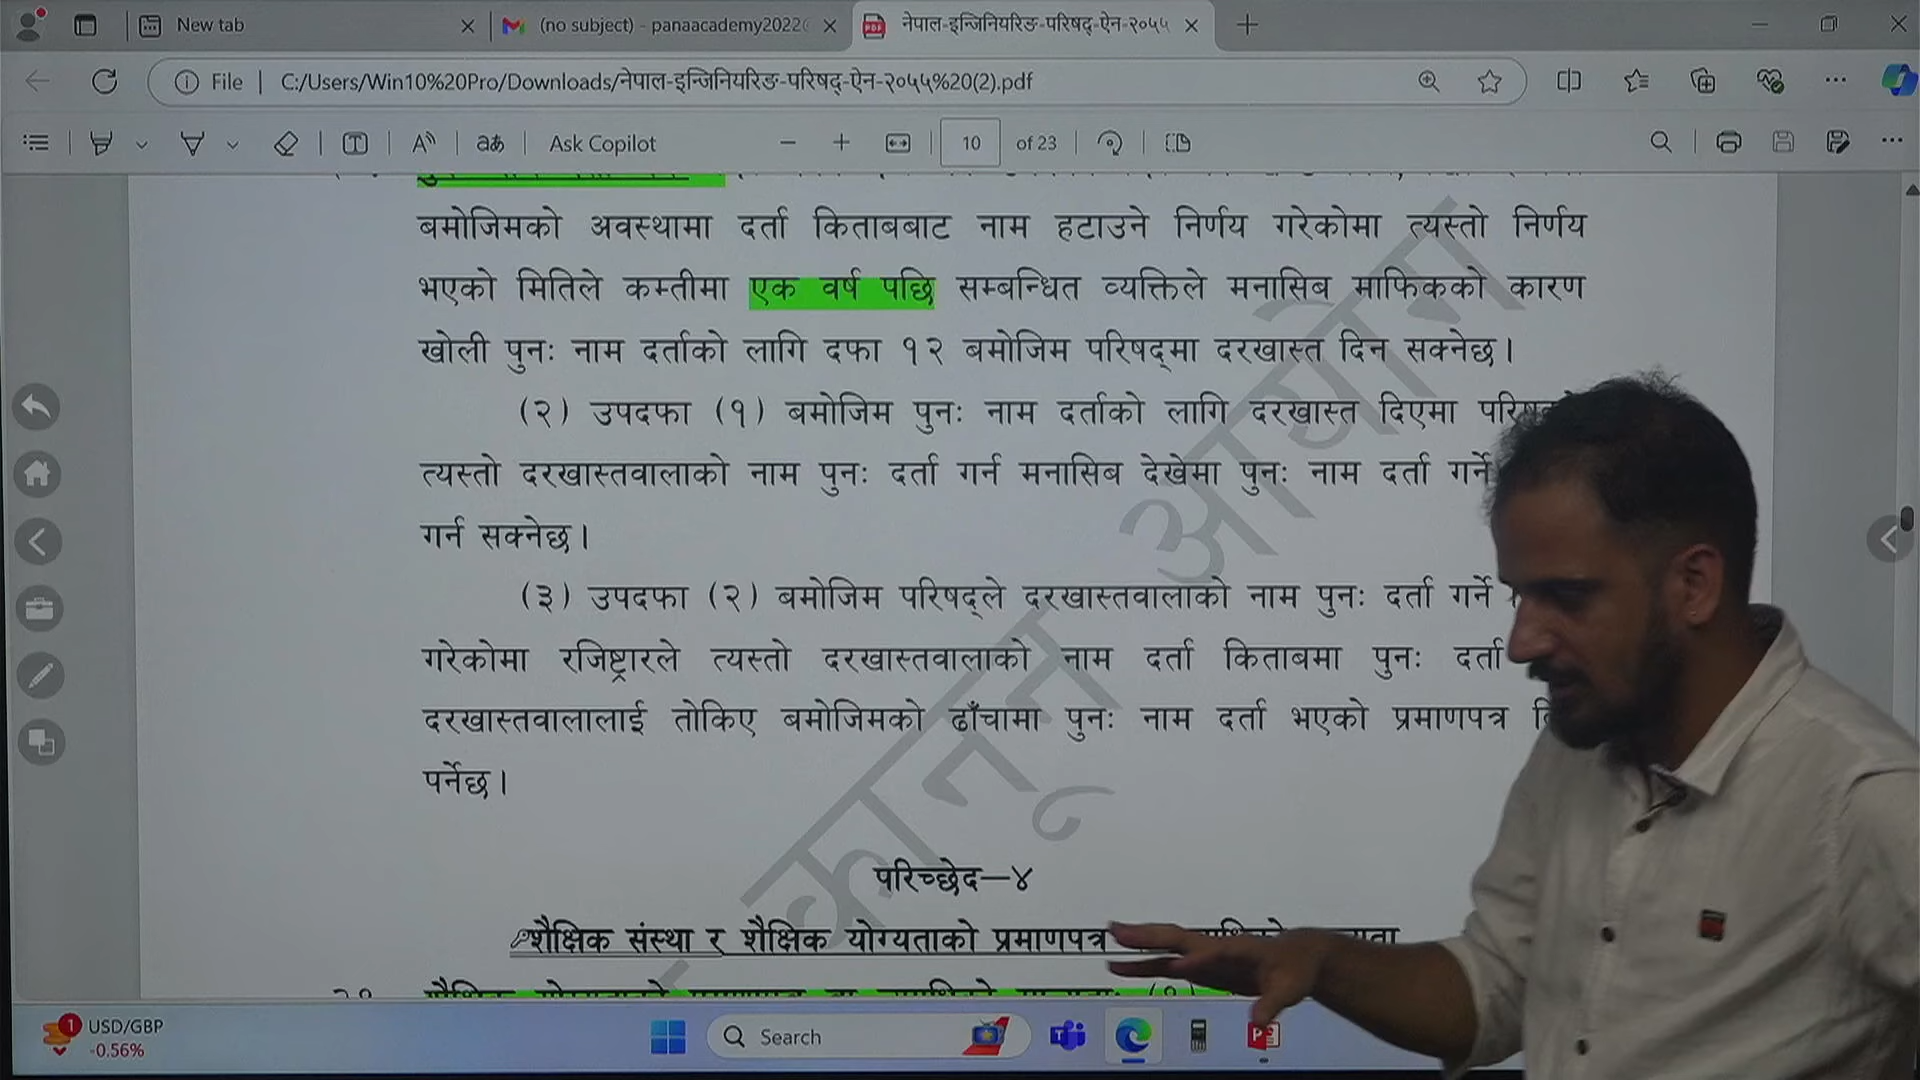 New tab
(no subject) - panaacademy2022
नेपाल-इन्जिनियरिङ-परिषद्-ऐन-२०५५
File
C:/Users/Win10%20Pro/Downloads/नेपाल-इन्जिनियरिङ-परिषद्-ऐन-२०५५%20(2).pdf
Ask Copilot
10 of 23
बमोजिमको अवस्थामा दर्ता किताबबाट नाम हटाउने निर्णय गरेकोमा त्यस्तो निर्णय
भएको मितिले कम्तीमा एक वर्ष पछि सम्बन्धित व्यक्तिले मनासिब माफिकको कारण
खोली पुनः नाम दर्ताको लागि दफा १२ बमोजिम परिषद्मा दरखास्त दिन सक्नेछ।
(२) उपदफा (१) बमोजिम पुनः नाम दर्ताको लागि दरखास्त दिएमा
त्यस्तो दरखास्तवालाको नाम पुनः दर्ता गर्न मनासिब देखेमा पुनः नाम दर्ता गर्ने
गर्न सक्नेछ।
(३) उपदफा (२) बमोजिम परिषद्ले दरखास्तवालाको नाम पुनः दर्ता गर्ने
गरेकोमा रजिष्ट्रारले त्यस्तो दरखास्तवालाको नाम दर्ता किताबमा पुनः दर्ता
दरखास्तवालालाई तोकिए बमोजिमको ढाँचामा पुनः नाम दर्ता भएको प्रमाणपत्र
पर्नेछ।
परिच्छेद–४
शैक्षिक संस्था र शैक्षिक योग्यताको प्रमाणपत्र
कानून आयोग
1
USD/GBP
-0.56%
Search